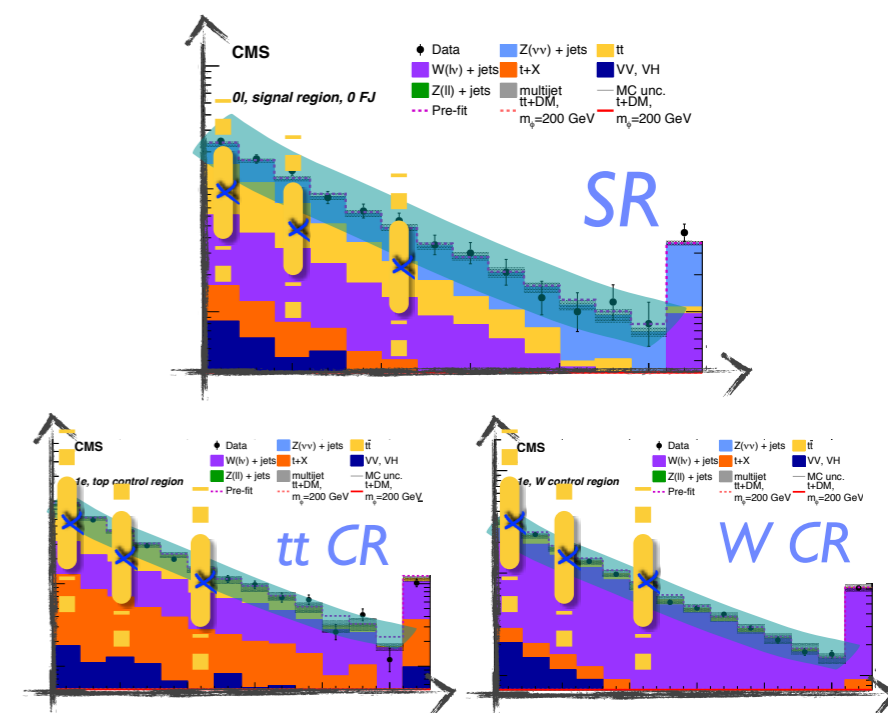 CMS
Data
Z(νν) + jets
tt
W(lν) + jets
t+X
VV, VH
Z(ll) + jets
multijet
MC unc.
Pre-fit
tt+DM,
mϕ=200 GeV
t+DM,
mϕ=200 GeV
0l, signal region, 0 FJ
SR
CMS
Data
Z(νν) + jets
tt̄
W(lν) + jets
t+X
VV, VH
Z(ll) + jets
multijet
MC unc.
Pre-fit
tt+DM,
mϕ=200 GeV
t+DM,
mϕ=200 GeV
1e, top control region
tt CR
CMS
Data
Z(νν) + jets
tt̄
W(lν) + jets
t+X
VV, VH
Z(ll) + jets
multijet
MC unc.
Pre-fit
tt+DM,
mϕ=200 GeV
t+DM,
mϕ=200 GeV
1e, W control region
W CR